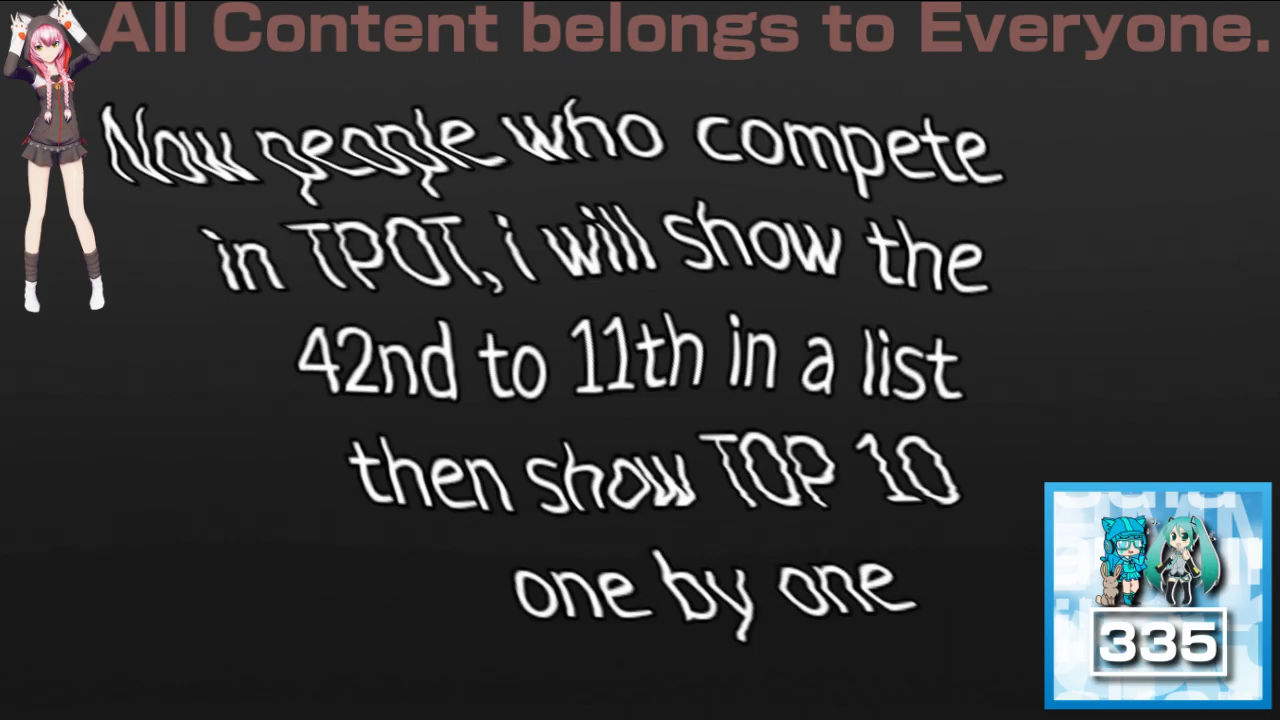 All Content belongs to Everyone.
Now people who compete
in TPOT, i will show the
42nd to 11th in a list
then show TOP 10
one by one
335